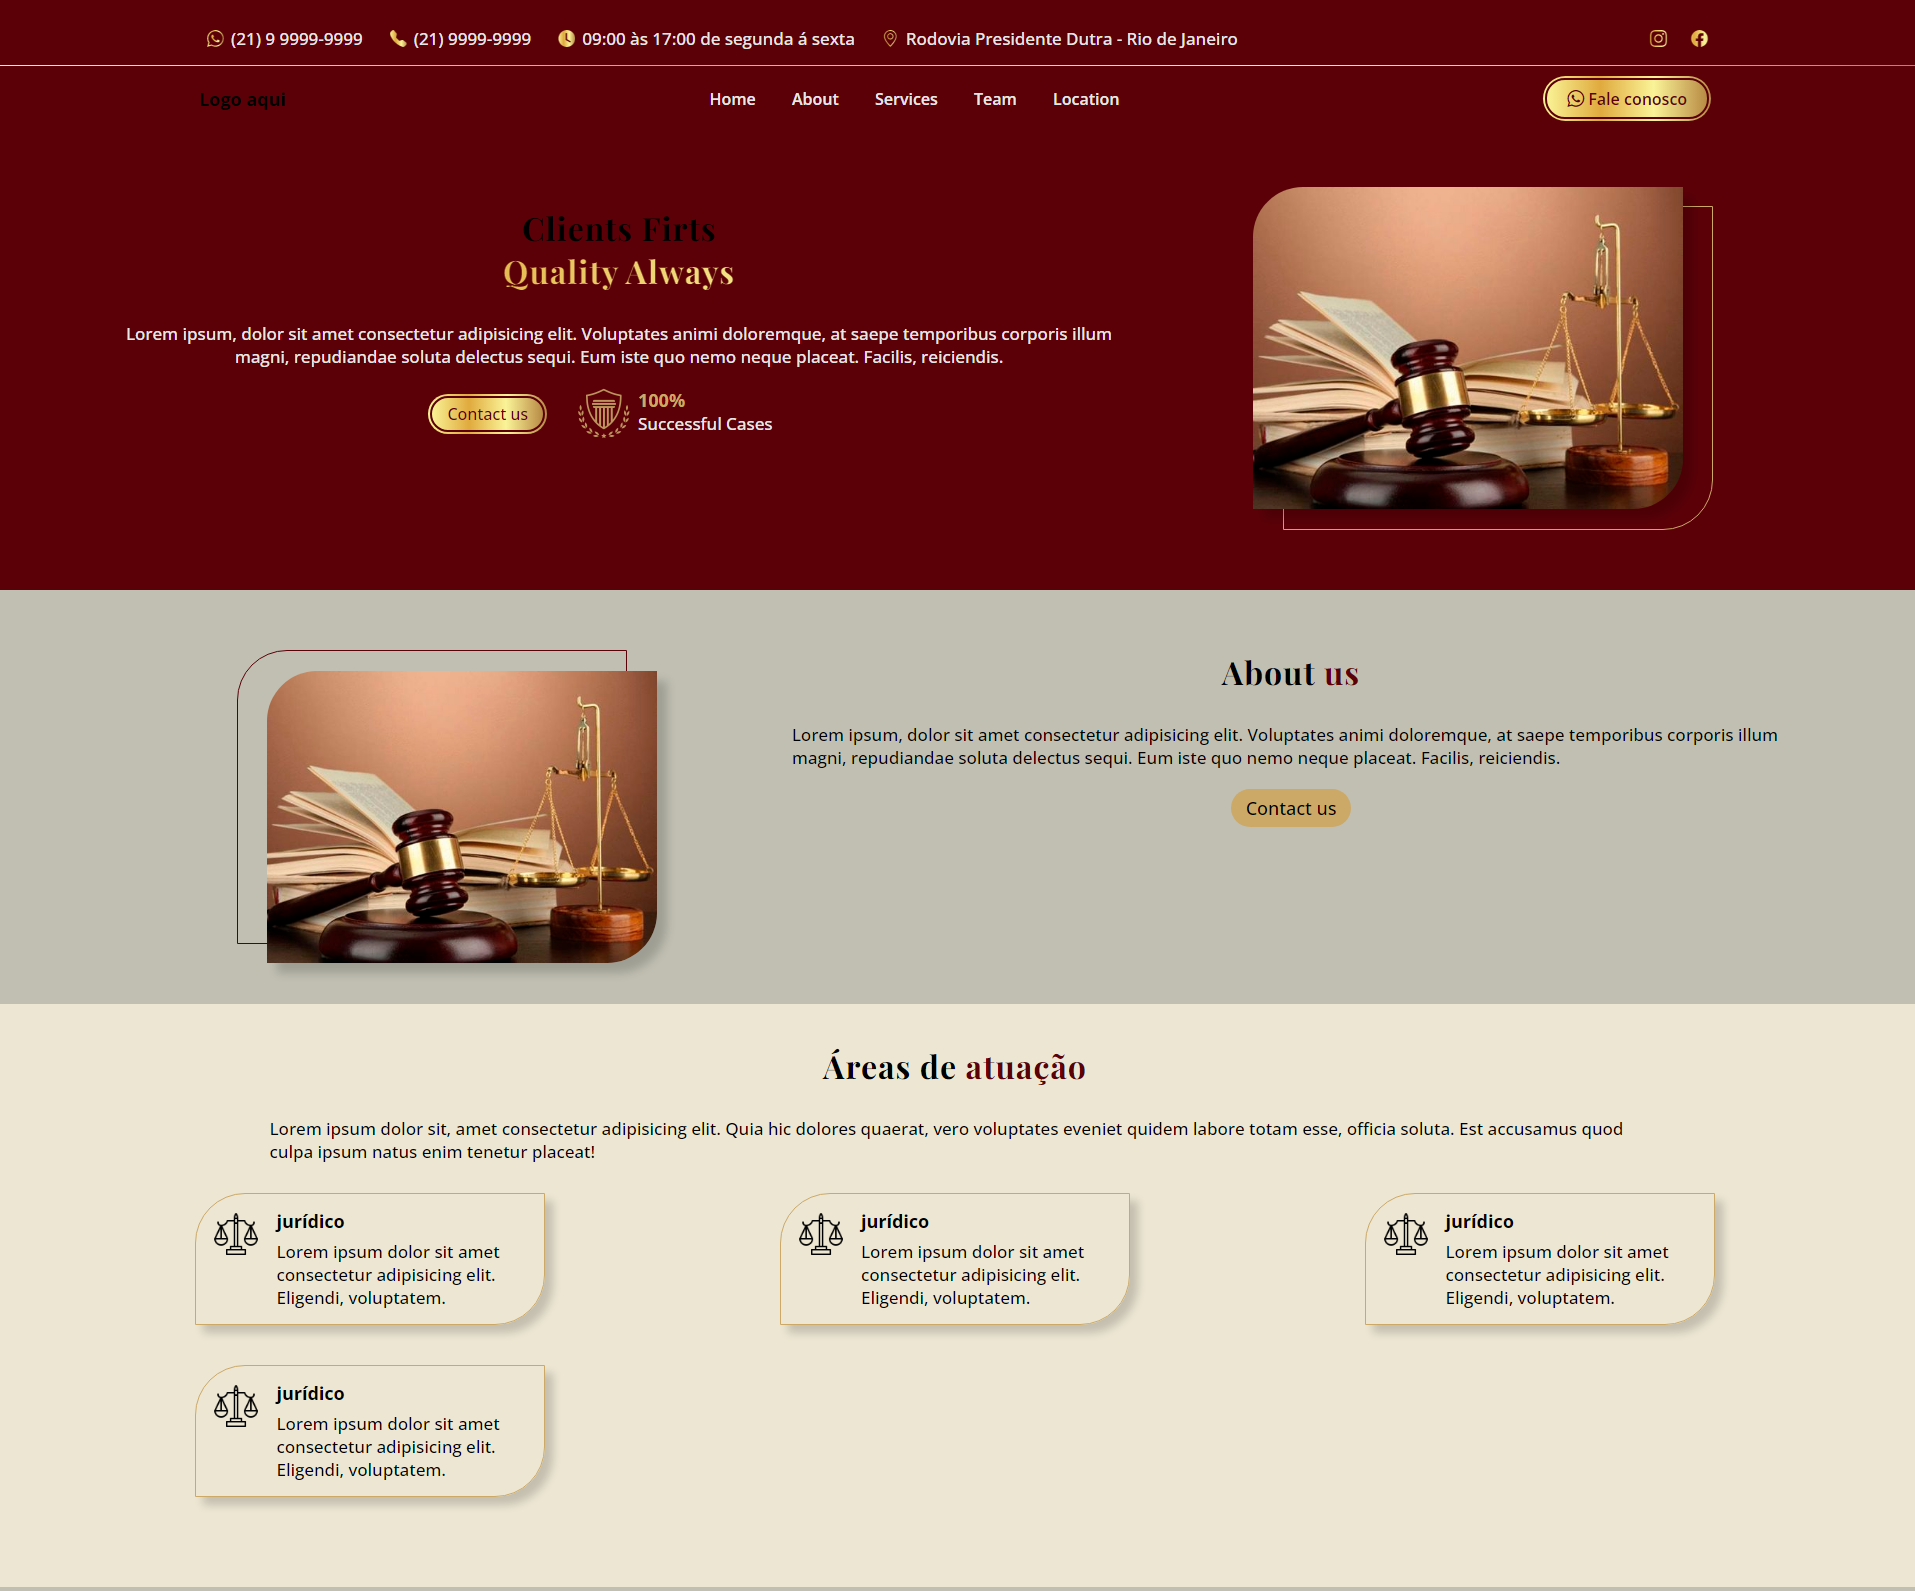 (21) 9 9999-9999 (21) 9999-9999 09:00 às 17:00 de segunda á sexta Rodovia Presidente Dutra - Rio de Janeiro
Logo aqui Home About Services Team Location Fale conosco
Clients Firts
Quality Always
Lorem ipsum, dolor sit amet consectetur adipisicing elit. Voluptates animi doloremque, at saepe temporibus corporis illum
magni, repudiandae soluta delectus sequi. Eum iste quo nemo neque placeat. Facilis, reiciendis.
Contact us
100%
Successful Cases
About us
Lorem ipsum, dolor sit amet consectetur adipisicing elit. Voluptates animi doloremque, at saepe temporibus corporis illum
magni, repudiandae soluta delectus sequi. Eum iste quo nemo neque placeat. Facilis, reiciendis.
Contact us
Áreas de atuação
Lorem ipsum dolor sit, amet consectetur adipisicing elit. Quia hic dolores quaerat, vero voluptates eveniet quidem labore totam esse, officia soluta. Est accusamus quod
culpa ipsum natus enim tenetur placeat!
jurídico
Lorem ipsum dolor sit amet
consectetur adipisicing elit.
Eligendi, voluptatem.
jurídico
Lorem ipsum dolor sit amet
consectetur adipisicing elit.
Eligendi, voluptatem.
jurídico
Lorem ipsum dolor sit amet
consectetur adipisicing elit.
Eligendi, voluptatem.
jurídico
Lorem ipsum dolor sit amet
consectetur adipisicing elit.
Eligendi, voluptatem.